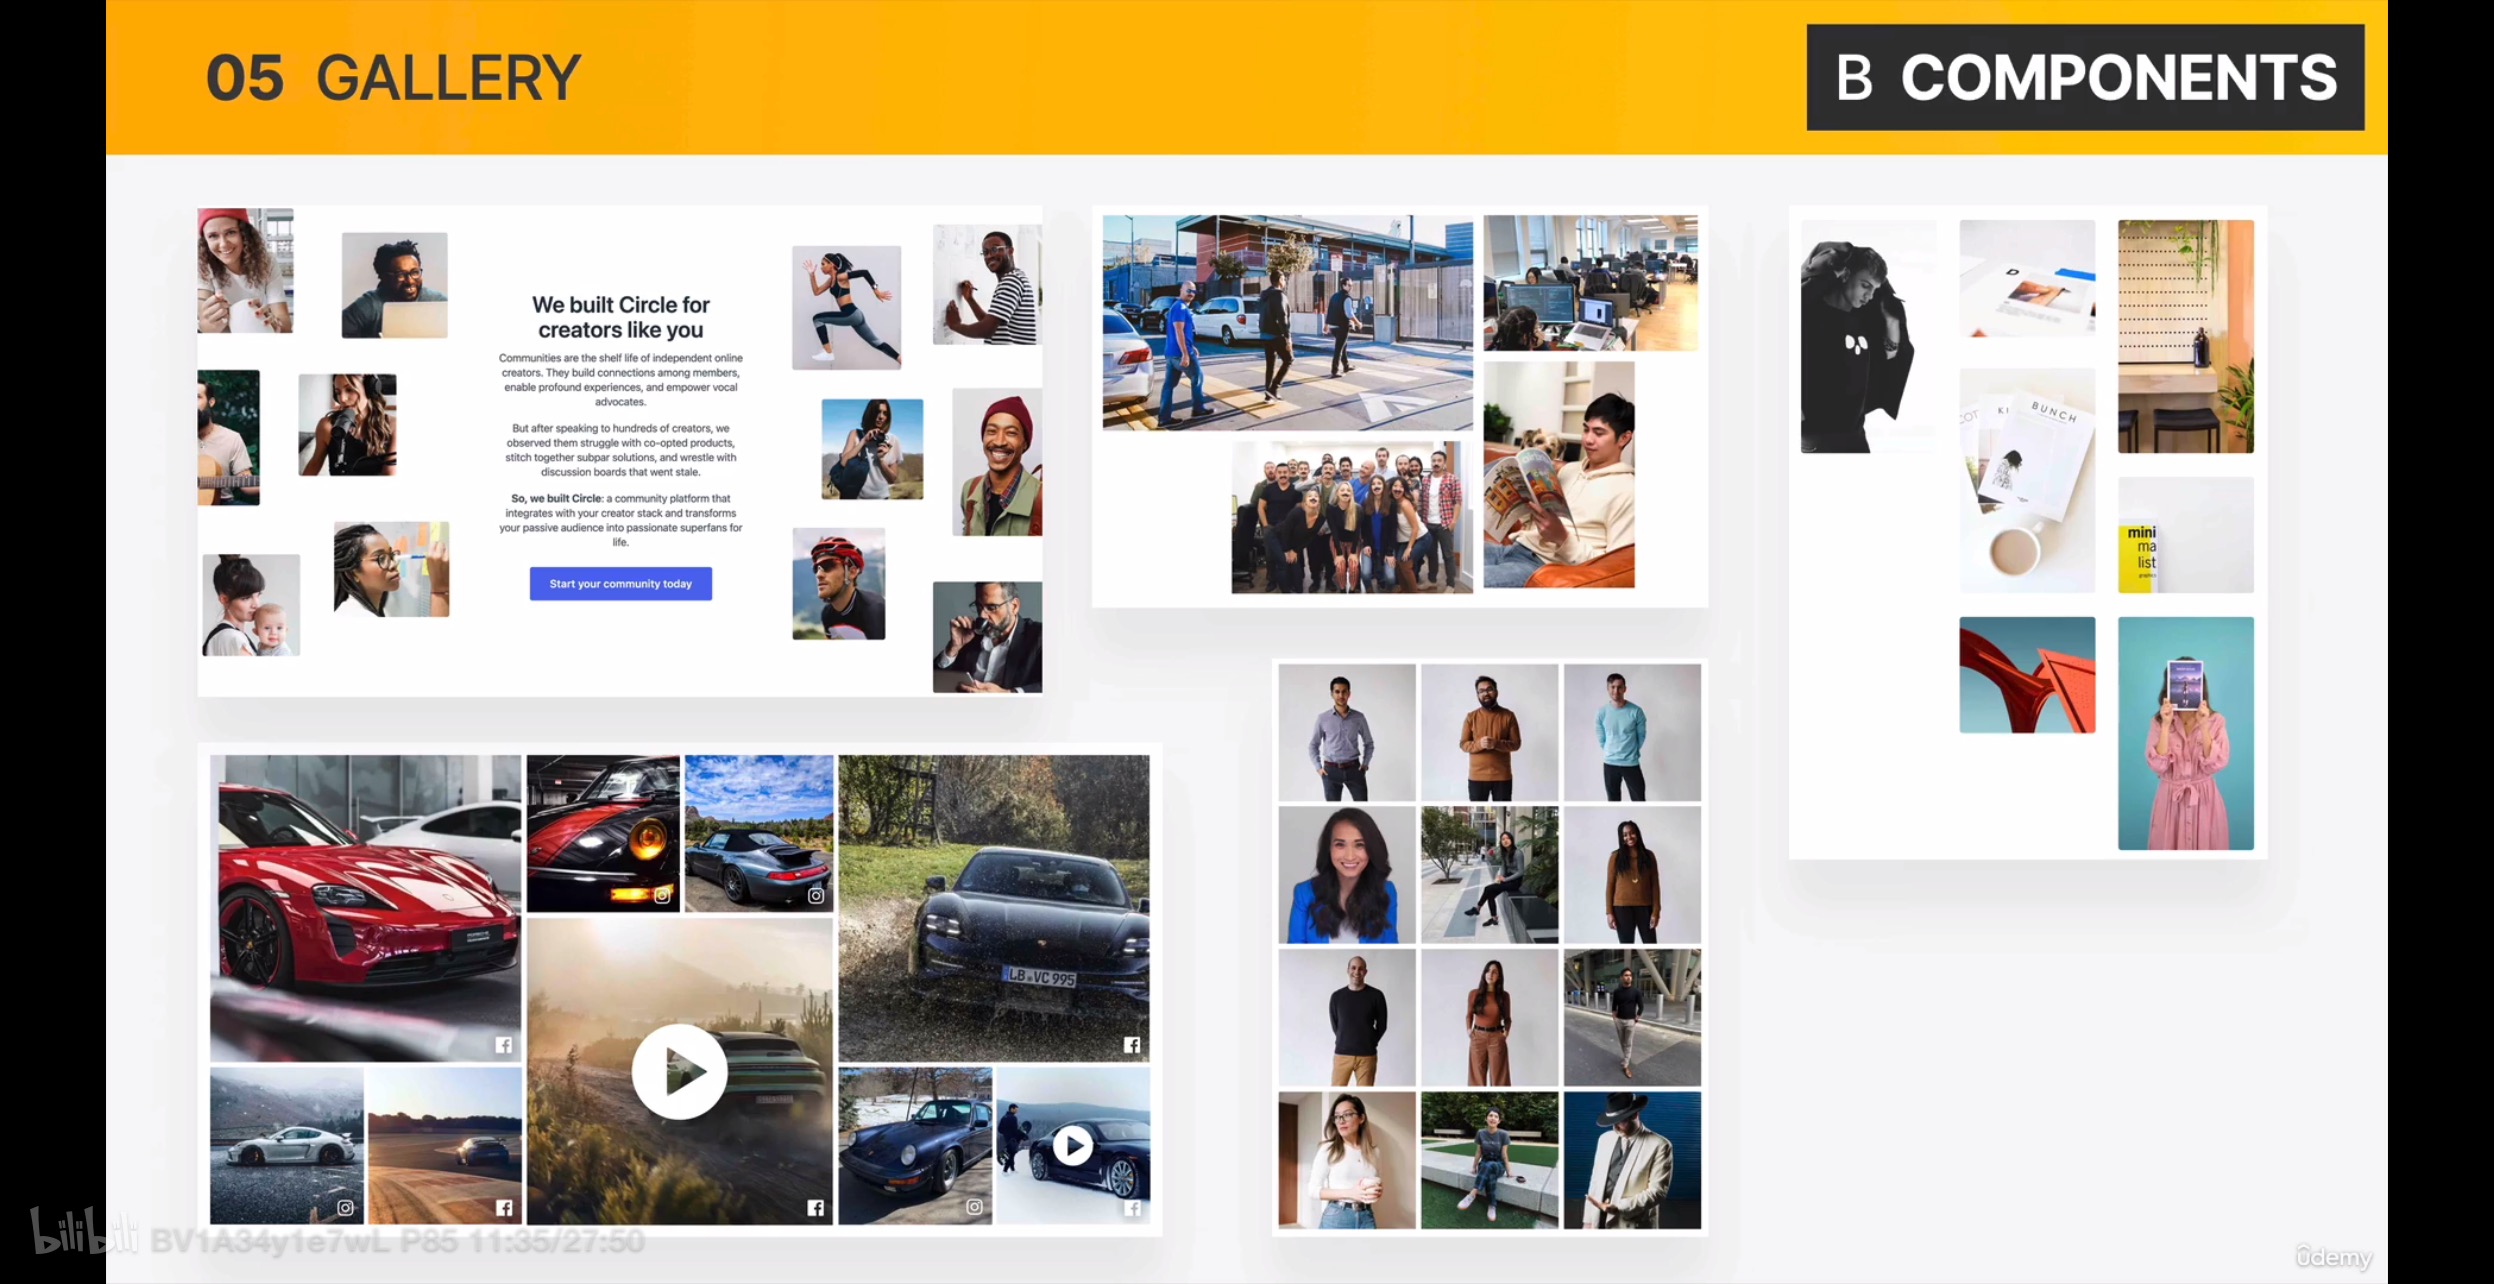 05 GALLERY
B COMPONENTS
We built Circle for
creators like you
Communities are the shelf life of independent online
creators. They build connections among members,
enable profound experiences, and empower vocal
advocates.
But after speaking to hundreds of creators, we
observed them struggle with co-opted products,
stitch together subpar solutions, and wrestle with
discussion boards that went stale.
So, we built Circle: a community platform that
integrates with your creator stack and transforms
your passive audience into passionate superfans for
life.
Start your community today
D
BUNCH
mini
ma
list
graphics
LB VC 995
bilibili BV1A34y1e7wL P85 11:35/27:50
ûdemy